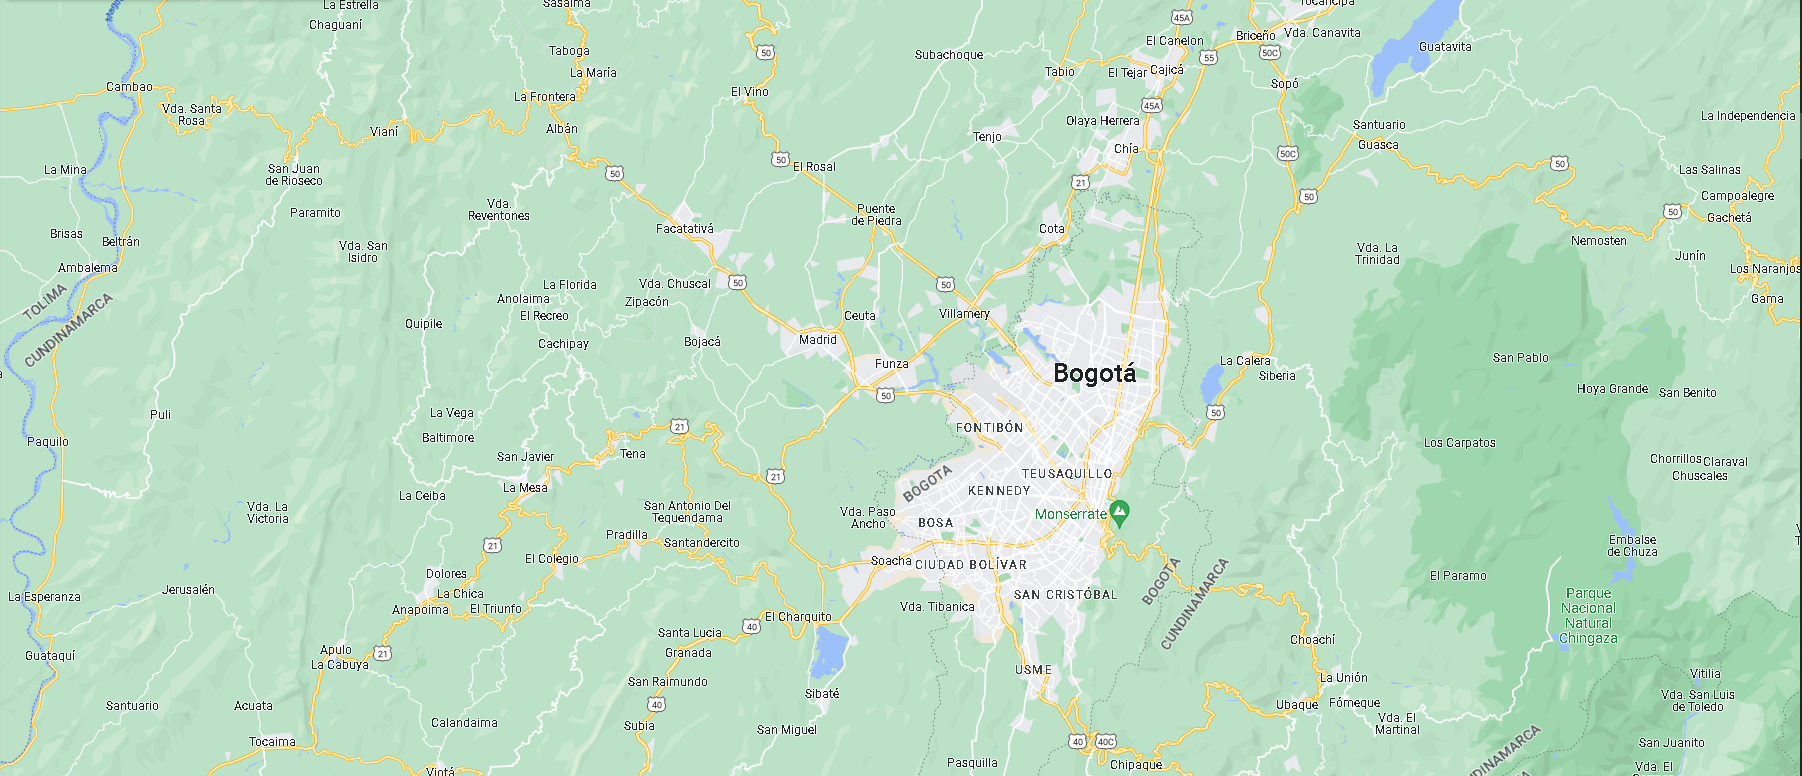 La Estrella
Sasaima
Tocancipá
Chaguaní
45A
El Canelon
Briceño
Vda. Canavita
Guatavita
Taboga
50
Subachoque
55
50C
La María
Tabio
El Tejar
Cajicá
Sopó
Cambao
La Frontera
El Vino
45A
Vda. Santa
Rosa
Vianí
Albán
Tenjo
Olaya Herrera
Santuario
La Independencia
Chía
Guasca
50
El Rosal
50C
50
La Mina
San Juan
de Rioseco
50
21
Las Salinas
50
Campoalegre
Paramito
Vda.
Reventones
Puente
de Piedra
50
Gachetá
Brisas
Beltrán
Vda. San
Isidro
Facatativá
Cota
Nemosten
Vda. La
Trinidad
Junín
Ambalema
Los Naranjos
TOLIMA
CUNDINAMARCA
La Florida
Vda. Chuscal
50
50
Anolaima
Zipacón
Gama
El Recreo
Ceuta
Villamery
Quipile
Cachipay
Bojacá
Madrid
Funza
Bogotá
La Calera
San Pablo
Siberia
50
Hoya Grande
San Benito
Puli
La Vega
50
Paquilo
Baltimore
21
FONTIBÓN
Los Carpatos
San Javier
Tena
Chorrillos
Claraval
La Ceiba
La Mesa
21
BOGOTA
TEUSAQUILLO
Chuscales
KENNEDY
Vda. La
Victoria
San Antonio Del
Tequendama
Vda. Paso
Ancho
BOSA
Monserrate
21
Pradilla
Santandercito
Embalse
de Chuza
El Colegio
Soacha
CIUDAD BOLÍVAR
Dolores
El Paramo
La Esperanza
Jerusalén
La Chica
SAN CRISTÓBAL
BOGOTA
CUNDINAMARCA
Parque
Nacional
Natural
Chingaza
Anapoima
El Triunfo
El Charquito
Vda. Tibanica
40
Santa Lucia
Choachí
Guataquí
Apulo
21
Granada
La Cabuya
USME
San Raimundo
Sibaté
La Unión
Vitilia
Santuario
Acuata
40
Ubaque
Fómeque
Vda. San Luis
de Toledo
Calandaima
Subia
San Miguel
Vda. El
Martinal
Tocaima
40
40C
San Juanito
Viotá
Pasquilla
Chipaque
Vda. El